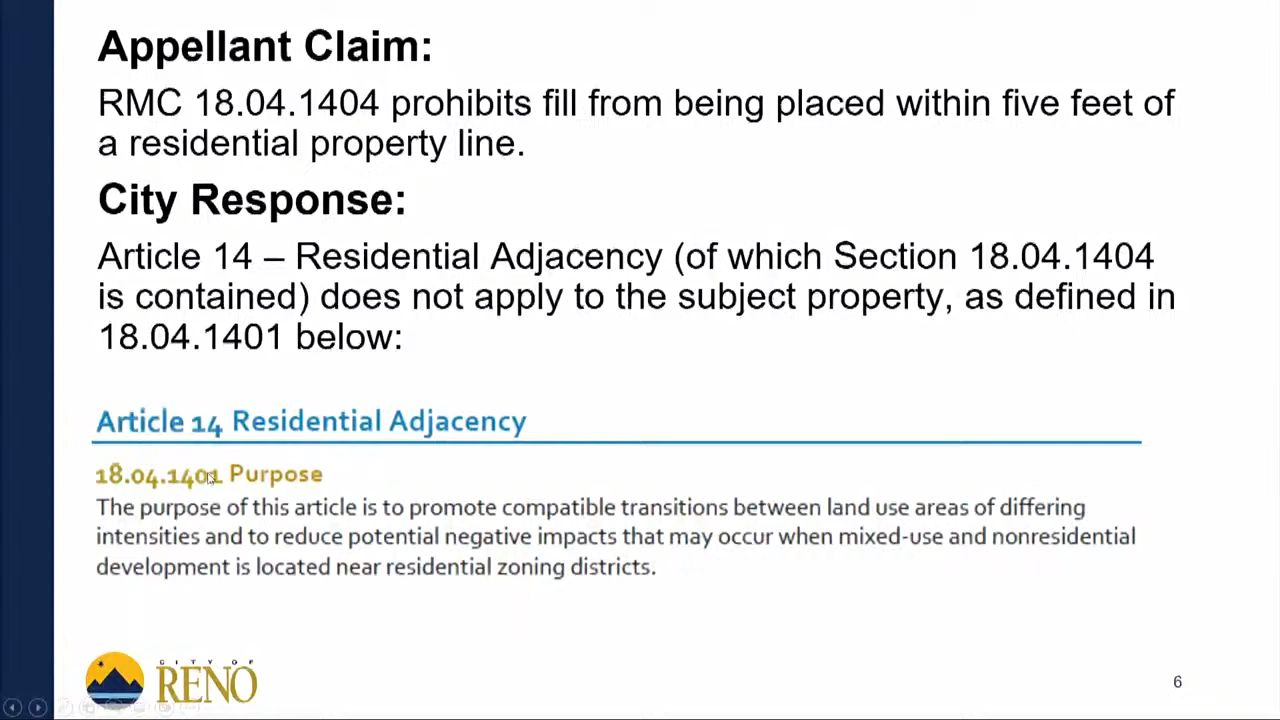 Appellant Claim:
RMC 18.04.1404 prohibits fill from being placed within five feet of
a residential property line.
City Response:
Article 14 – Residential Adjacency (of which Section 18.04.1404
is contained) does not apply to the subject property, as defined in
18.04.1401 below:
Article 14 Residential Adjacency
18.04.1401 Purpose
The purpose of this article is to promote compatible transitions between land use areas of differing
intensities and to reduce potential negative impacts that may occur when mixed-use and nonresidential
development is located near residential zoning districts.
CITY OF
RENO
6